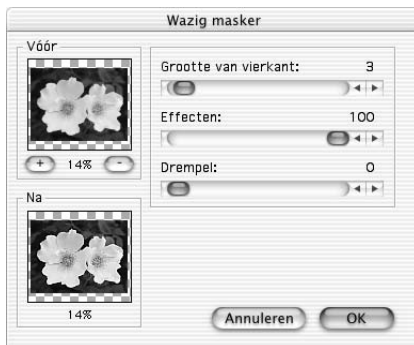 Wazig masker
Vóór
+ 14% -
Na
14%
Grootte van vierkant: 3
Effecten: 100
Drempel: 0
Annuleren OK